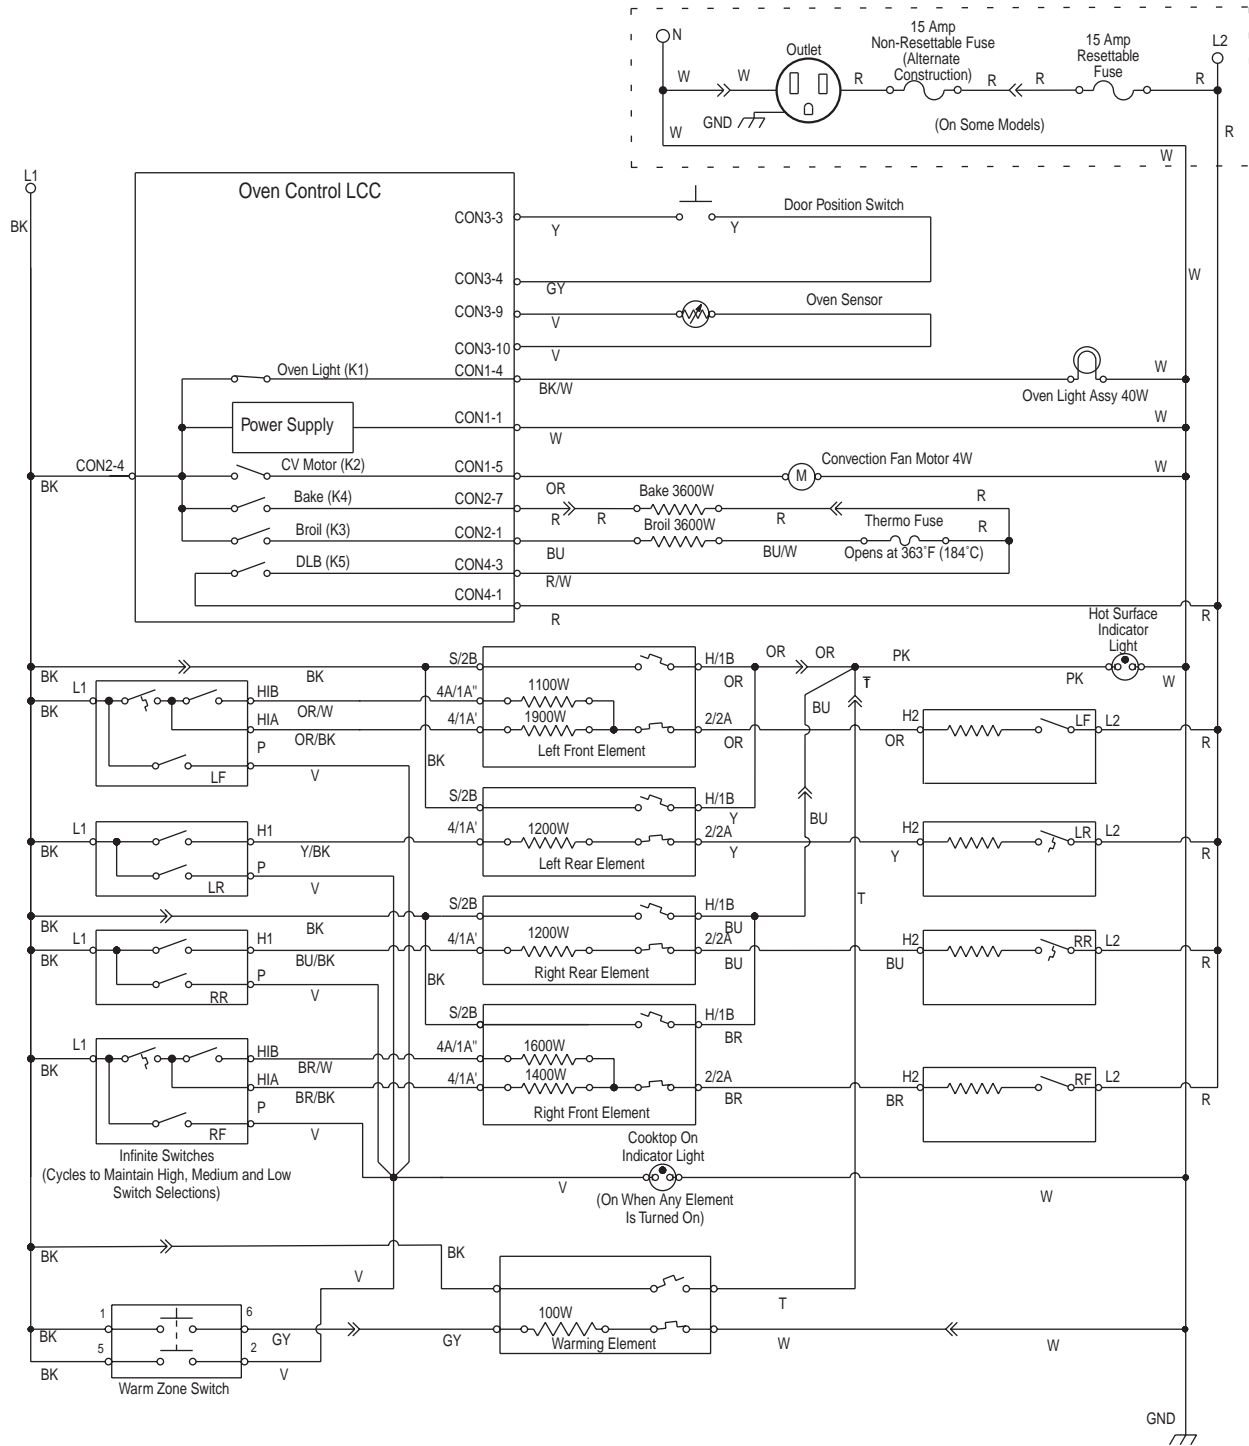 N
15 Amp
Non-Resettable Fuse
(Alternate
Construction)
15 Amp
Resettable
Fuse
L2
Outlet
W
W
R
R
R
R
GND
(On Some Models)
W
R
W
L1
BK
Oven Control LCC
CON3-3
Y
Y
Door Position Switch
W
CON3-4
GY
CON3-9
V
Oven Sensor
CON3-10
V
Oven Light (K1)
CON1-4
BK/W
Oven Light Assy 40W
W
Power Supply
CON1-1
W
W
CON2-4
BK
CV Motor (K2)
CON1-5
M
Convection Fan Motor 4W
W
Bake (K4)
CON2-7
OR
R
R
Bake 3600W
R
R
Broil (K3)
CON2-1
BU
Broil 3600W
BU/W
Thermo Fuse
R
Opens at 363˚F (184˚C)
DLB (K5)
CON4-3
R/W
CON4-1
R
R
Hot Surface
Indicator
Light
BK
BK
S/2B
H/1B
OR
OR
OR
PK
PK
W
L1
BK
HIB
OR/W
4A/1A"
1100W
T
BU
HIA
OR/BK
4/1A'
1900W
2/2A
OR
H2
OR
LF
L2
R
P
V
LF
BK
Left Front Element
S/2B
H/1B
Y
BU
L1
BK
H1
Y/BK
4/1A'
1200W
2/2A
Y
H2
Y
LR
L2
R
P
V
LR
Left Rear Element
T
BK
BK
S/2B
H/1B
BU
L1
BK
H1
BU/BK
4/1A'
1200W
2/2A
BU
H2
BU
RR
L2
R
P
V
RR
BK
Right Rear Element
S/2B
H/1B
BR
L1
BK
HIB
BR/W
4A/1A"
1600W
HIA
BR/BK
4/1A'
1400W
2/2A
BR
H2
BR
RF
L2
R
P
V
RF
Right Front Element
Infinite Switches
(Cycles to Maintain High, Medium and Low
Switch Selections)
Cooktop On
Indicator Light
V
(On When Any Element
Is Turned On)
W
BK
BK
V
T
1
6
BK
GY
GY
100W
Warming Element
W
W
5
2
BK
V
Warm Zone Switch
GND